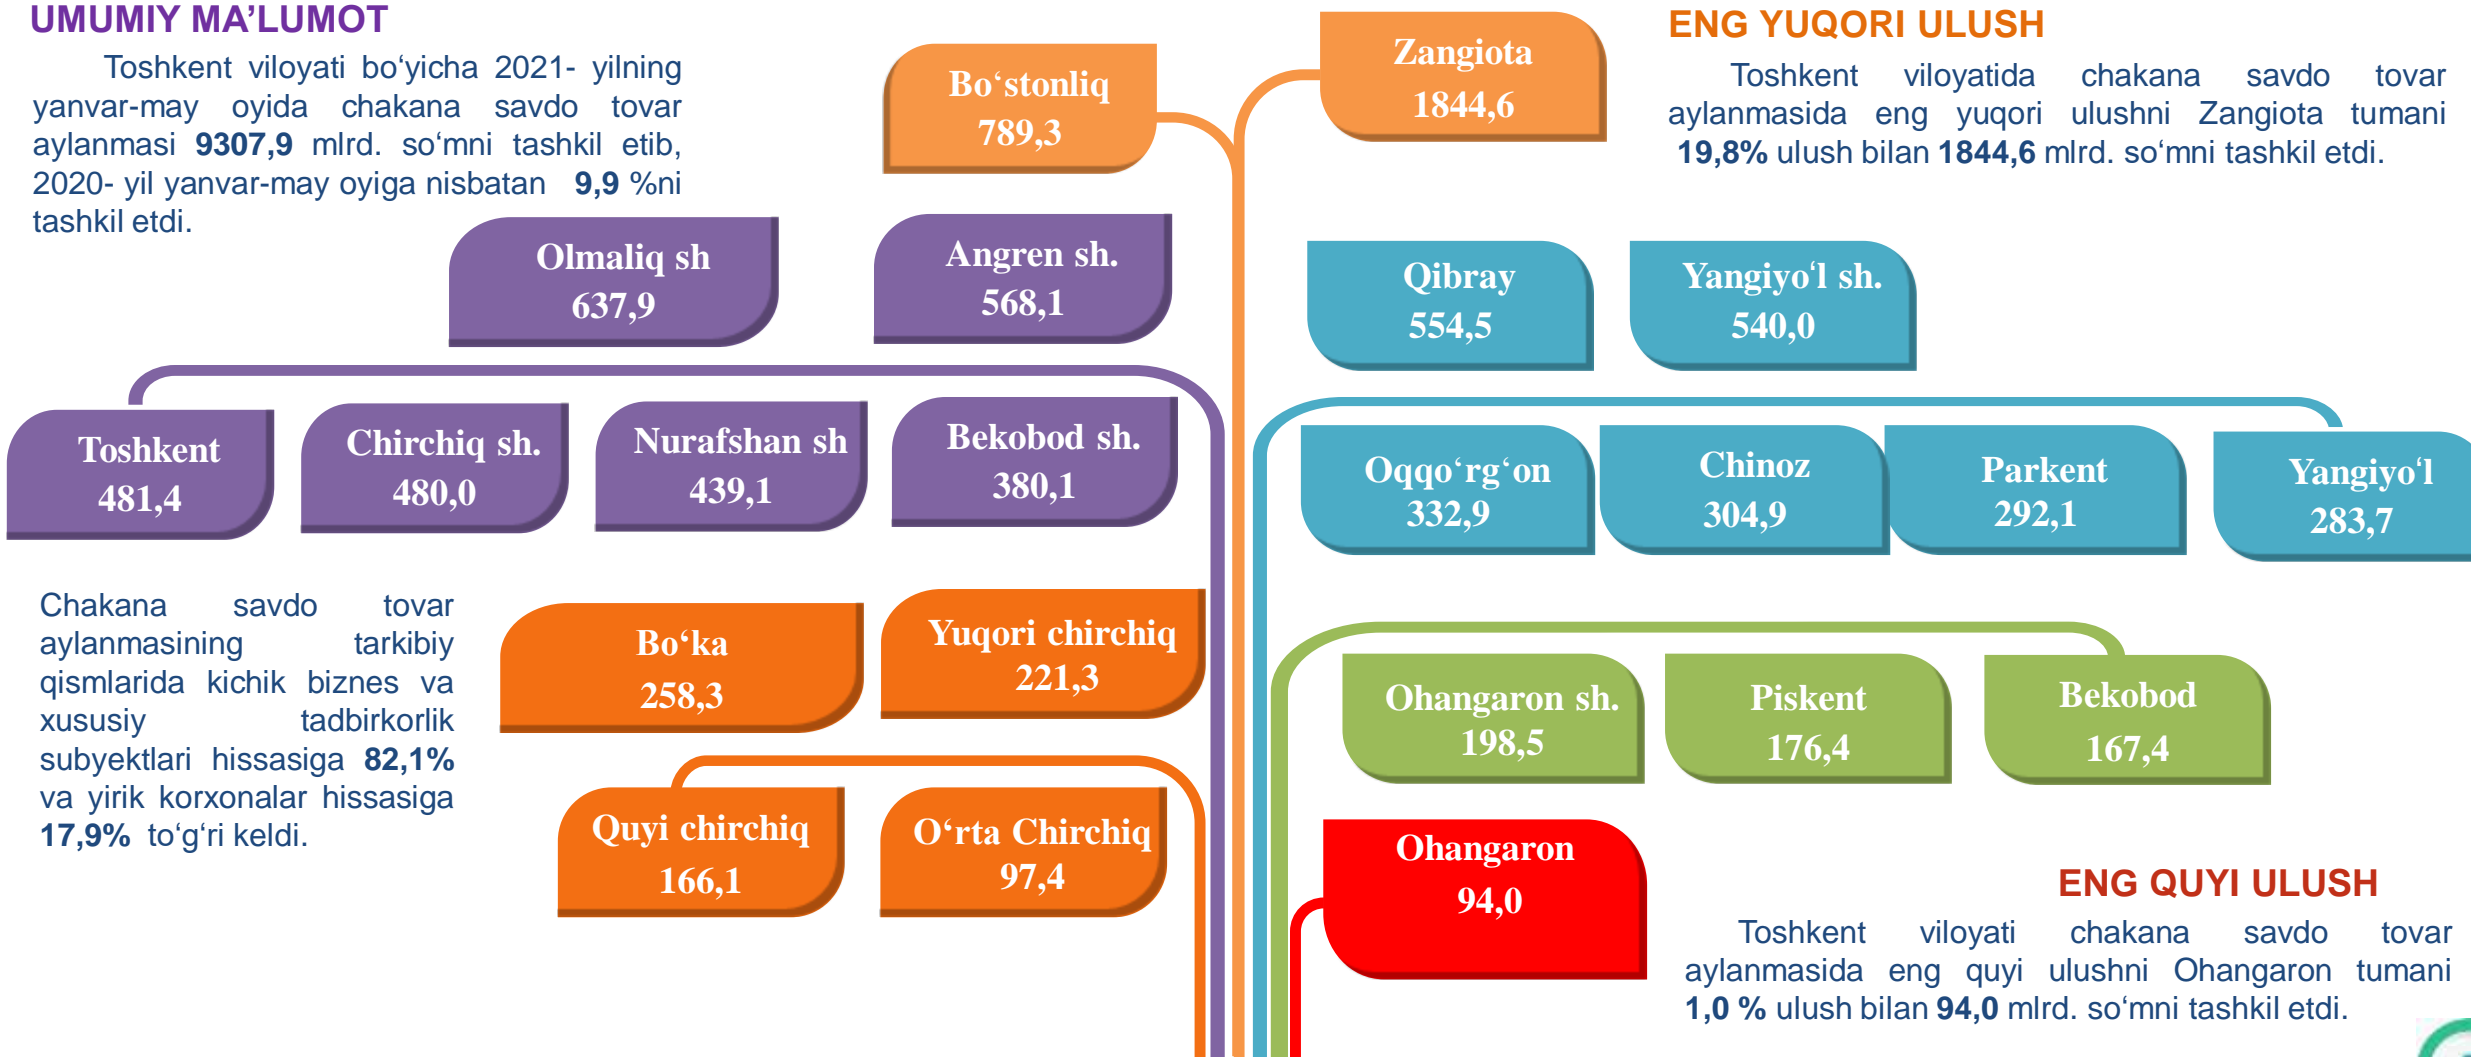 UMUMIY MA’LUMOT
Toshkent viloyati bo‘yicha 2021- yilning
yanvar-may oyida chakana savdo tovar
aylanmasi 9307,9 mlrd. so‘mni tashkil etib,
2020- yil yanvar-may oyiga nisbatan 9,9 %ni
tashkil etdi.
Bo‘stonliq
789,3
Zangiota
1844,6
ENG YUQORI ULUSH
Toshkent viloyatida chakana savdo tovar
aylanmasida eng yuqori ulushni Zangiota tumani
19,8% ulush bilan 1844,6 mlrd. so‘mni tashkil etdi.
Olmaliq sh
637,9
Angren sh.
568,1
Qibray
554,5
Yangiyo‘l sh.
540,0
Toshkent
481,4
Chirchiq sh.
480,0
Nurafshan sh
439,1
Bekobod sh.
380,1
Oqqo‘rg‘on
332,9
Chinoz
304,9
Parkent
292,1
Yangiyo‘l
283,7
Chakana savdo tovar
aylanmasining tarkibiy
qismlarida kichik biznes va
xususiy tadbirkorlik
subyektlari hissasiga 82,1%
va yirik korxonalar hissasiga
17,9% to‘g‘ri keldi.
Bo‘ka
258,3
Yuqori chirchiq
221,3
Ohangaron sh.
198,5
Piskent
176,4
Bekobod
167,4
Quyi chirchiq
166,1
O‘rta Chirchiq
97,4
Ohangaron
94,0
ENG QUYI ULUSH
Toshkent viloyati chakana savdo tovar
aylanmasida eng quyi ulushni Ohangaron tumani
1,0 % ulush bilan 94,0 mlrd. so‘mni tashkil etdi.